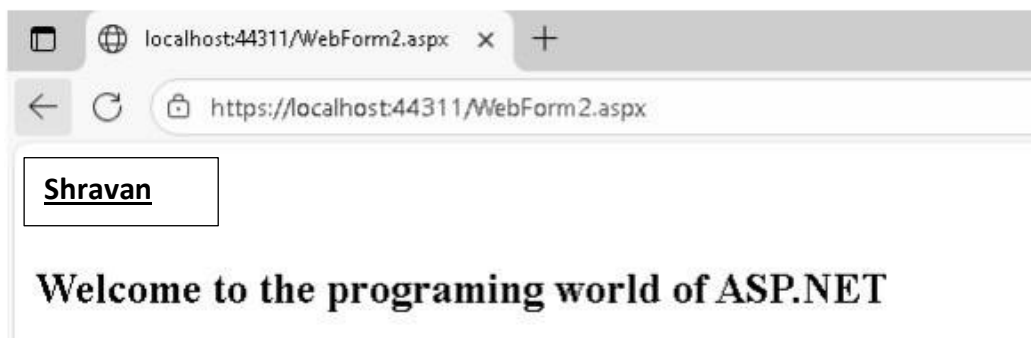 localhost:44311/WebForm2.aspx
https://localhost:44311/WebForm2.aspx
Shravan
Welcome to the programing world of ASP.NET